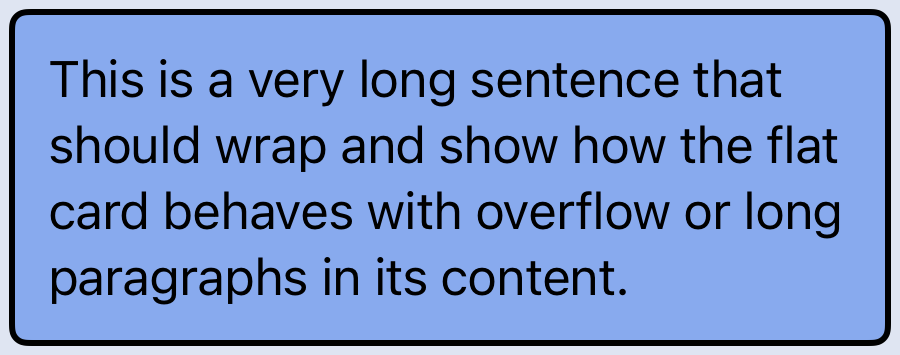 This is a very long sentence that
should wrap and show how the flat
card behaves with overflow or long
paragraphs in its content.